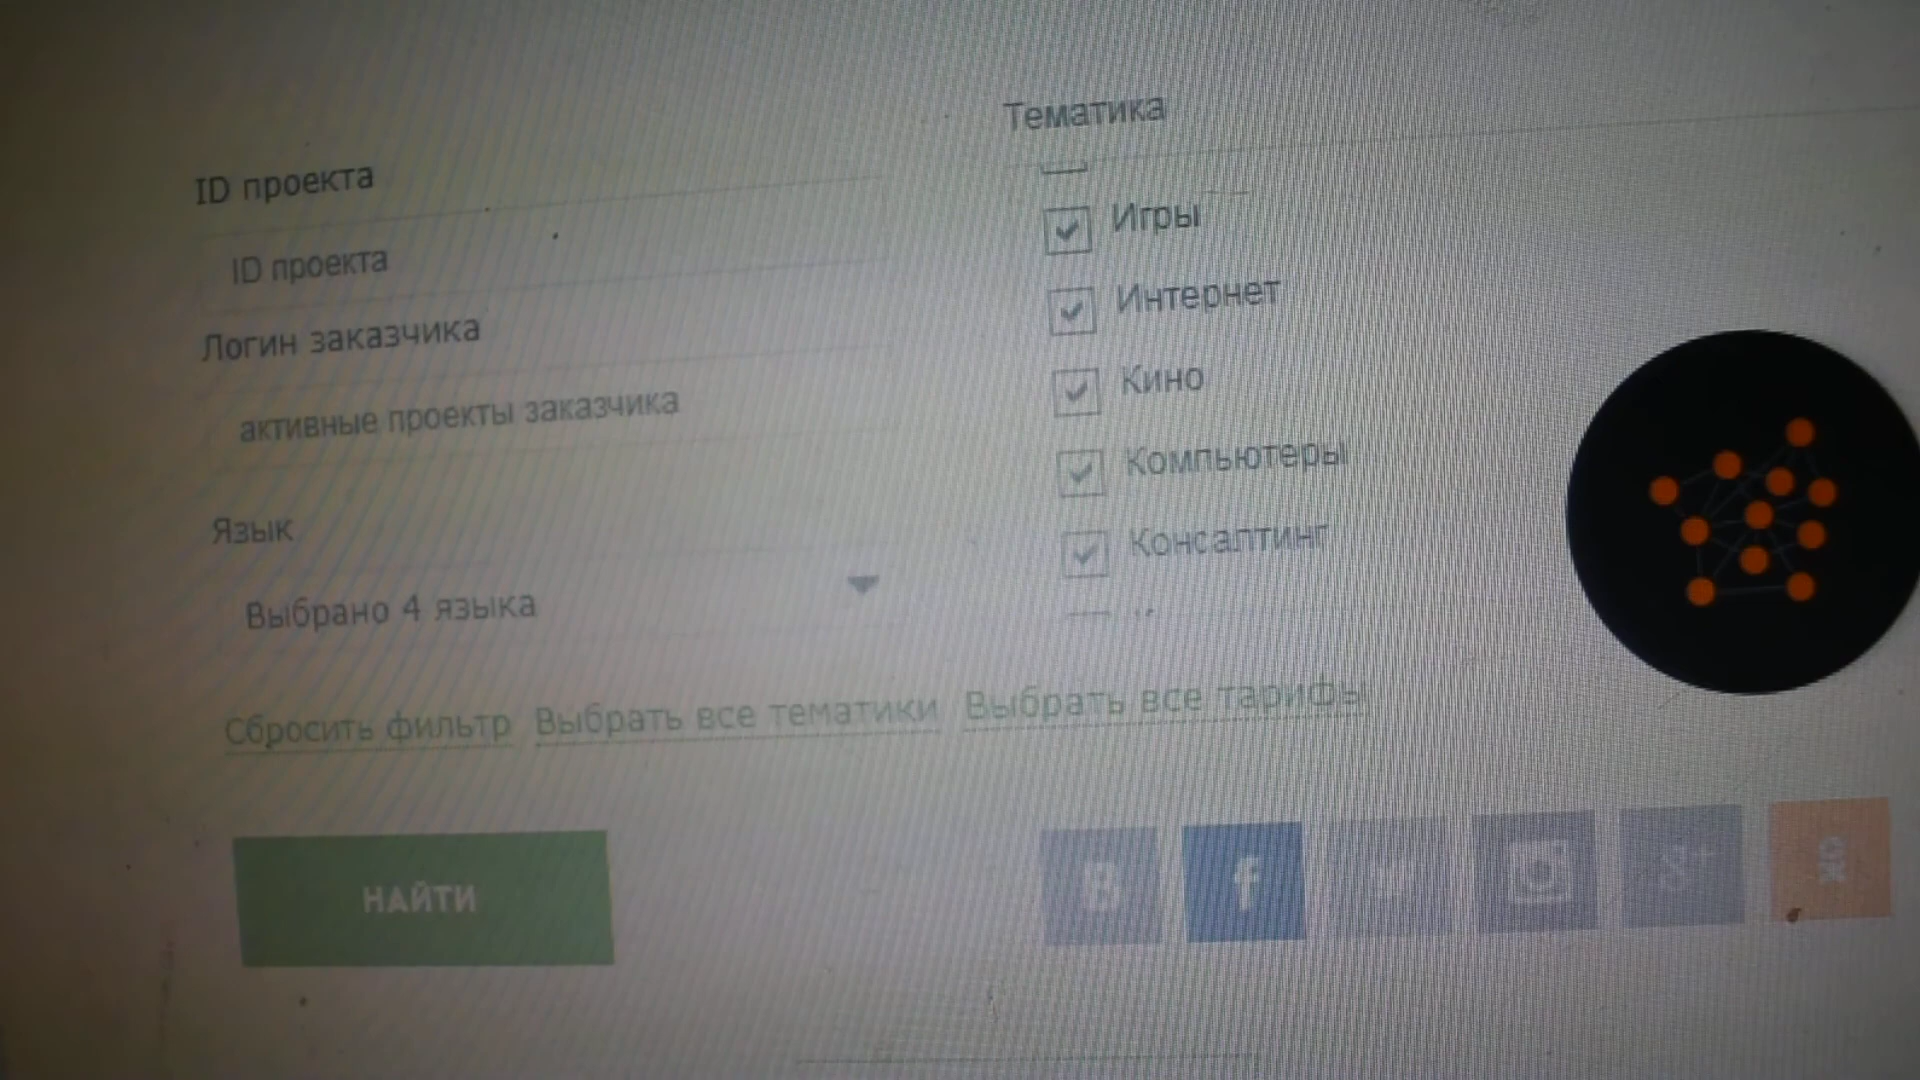 ID проекта
ID проекта
Логин заказчика
активные проекты заказчика
Язык
Выбрано 4 языка
Тематика
Игры
Интернет
Кино
Компьютеры
Консалтинг
Сбросить фильтр Выбрать все тематики Выбрать все тарифы
НАЙТИ
B f g+